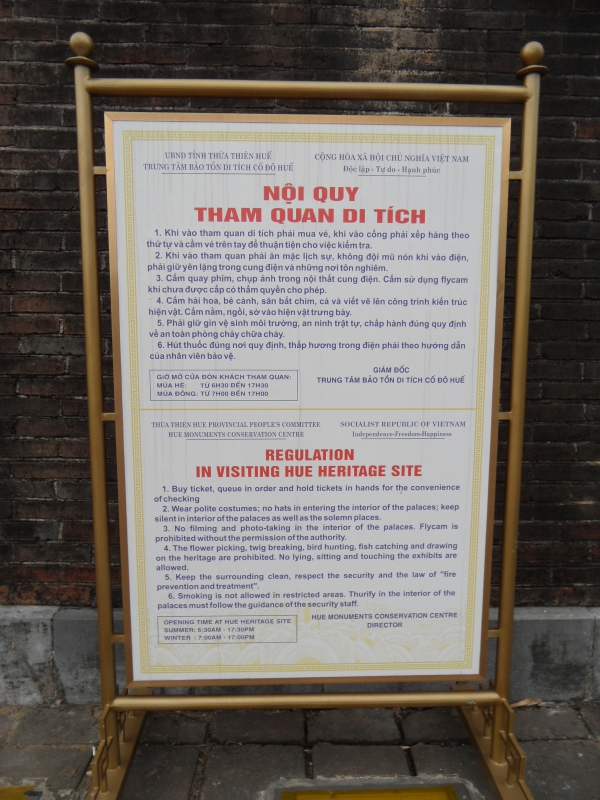 UBND TỈNH THỪA THIÊN HUẾ
TRUNG TÂM BẢO TỒN DI TÍCH CỐ ĐÔ HUẾ
CỘNG HÒA XÃ HỘI CHỦ NGHĨA VIỆT NAM
Độc lập - Tự do - Hạnh phúc
NỘI QUY
THAM QUAN DI TÍCH
1. Khi vào tham quan di tích phải mua vé, khi vào cổng phải xếp hàng theo
thứ tự và cầm vé trên tay để thuận tiện cho việc kiểm tra.
2. Khi vào tham quan phải ăn mặc lịch sự, không đội mũ nón khi vào điện,
phải giữ yên lặng trong cung điện và những nơi tôn nghiêm.
3. Cấm quay phim, chụp ảnh trong nội thất cung điện. Cấm sử dụng flycam
khi chưa được cấp có thẩm quyền cho phép.
4. Cấm hái hoa, bẻ cành, săn bắt chim, cá và viết vẽ lên công trình kiến trúc
hiện vật. Cấm nằm, ngồi, sờ vào hiện vật trưng bày.
5. Phải giữ gìn vệ sinh môi trường, an ninh trật tự, chấp hành đúng quy định
về an toàn phòng cháy chữa cháy.
6. Hút thuốc đúng nơi quy định, thắp hương trong điện phải theo hướng dẫn
của nhân viên bảo vệ.
GIỜ MỞ CỬA ĐÓN KHÁCH THAM QUAN:
MÙA HÈ: TỪ 6H30 ĐẾN 17H30
MÙA ĐÔNG: TỪ 7H00 ĐẾN 17H00
GIÁM ĐỐC
TRUNG TÂM BẢO TỒN DI TÍCH CỐ ĐÔ HUẾ
THUA THIEN HUE PROVINCIAL PEOPLE'S COMMITTEE
HUE MONUMENTS CONSERVATION CENTRE
SOCIALIST REPUBLIC OF VIETNAM
Independence-Freedom-Happiness
REGULATION
IN VISITING HUE HERITAGE SITE
1. Buy ticket, queue in order and hold tickets in hands for the convenience
of checking
2. Wear polite costumes; no hats in entering the interior of the palaces; keep
silent in interior of the palaces as well as the solemn places.
3. No filming and photo-taking in the interior of the palaces. Flycam is
prohibited without the permission of the authority.
4. The flower picking, twig breaking, bird hunting, fish catching and drawing
on the heritage are prohibited. No lying, sitting and touching the exhibits are
allowed.
5. Keep the surrounding clean, respect the security and the law of "fire
prevention and treatment".
6. Smoking is not allowed in restricted areas. Thurify in the interior of the
palaces must follow the guidance of the security staff.
OPENING TIME AT HUE HERITAGE SITE
SUMMER: 6:30AM - 17:30PM
WINTER : 7:00AM - 17:00PM
HUE MONUMENTS CONSERVATION CENTRE
DIRECTOR